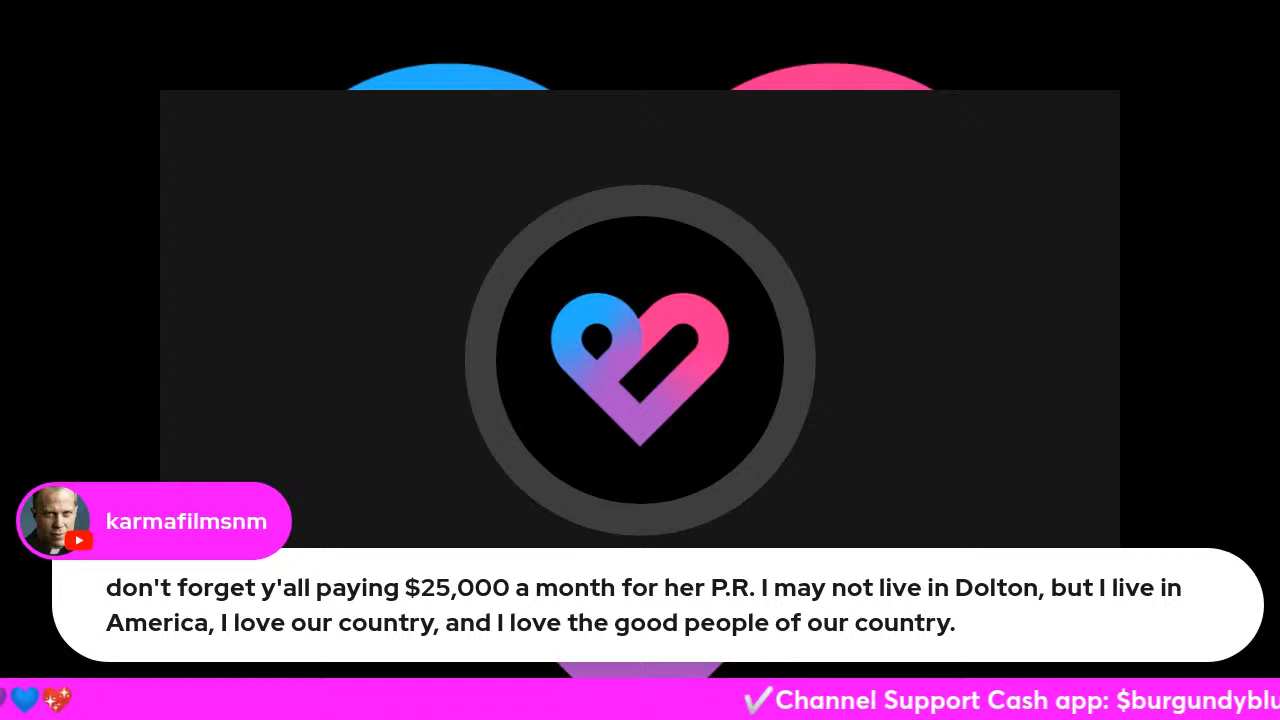 karmafilmsnm
don't forget y'all paying $25,000 a month for her P.R. I may not live in Dolton, but I live in
America, I love our country, and I love the good people of our country.
Channel Support Cash app: $burgundyblu